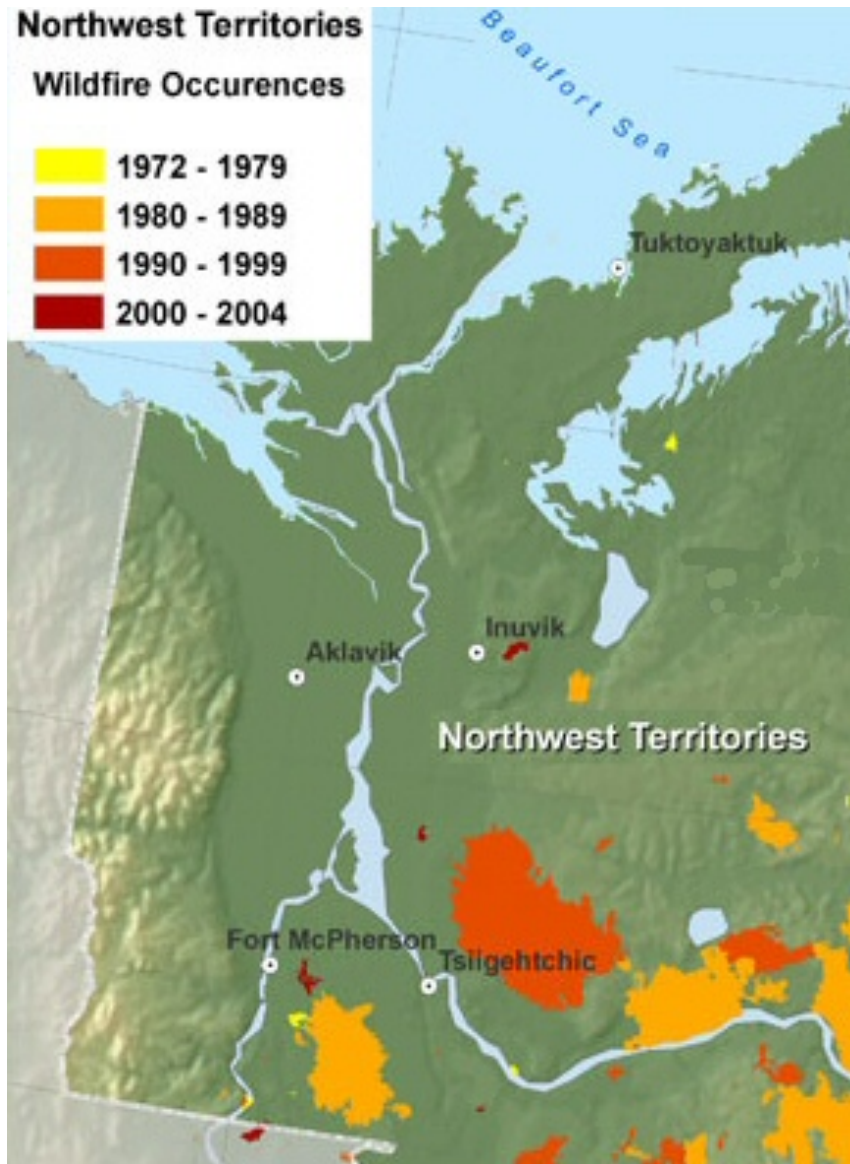 Northwest Territories
Wildfire Occurences
1972 - 1979
1980 - 1989
1990 - 1999
2000 - 2004
Beaufort Sea
Tuktoyaktuk
Inuvik
Aklavik
Northwest Territories
Fort McPherson
Tsiigehtchic